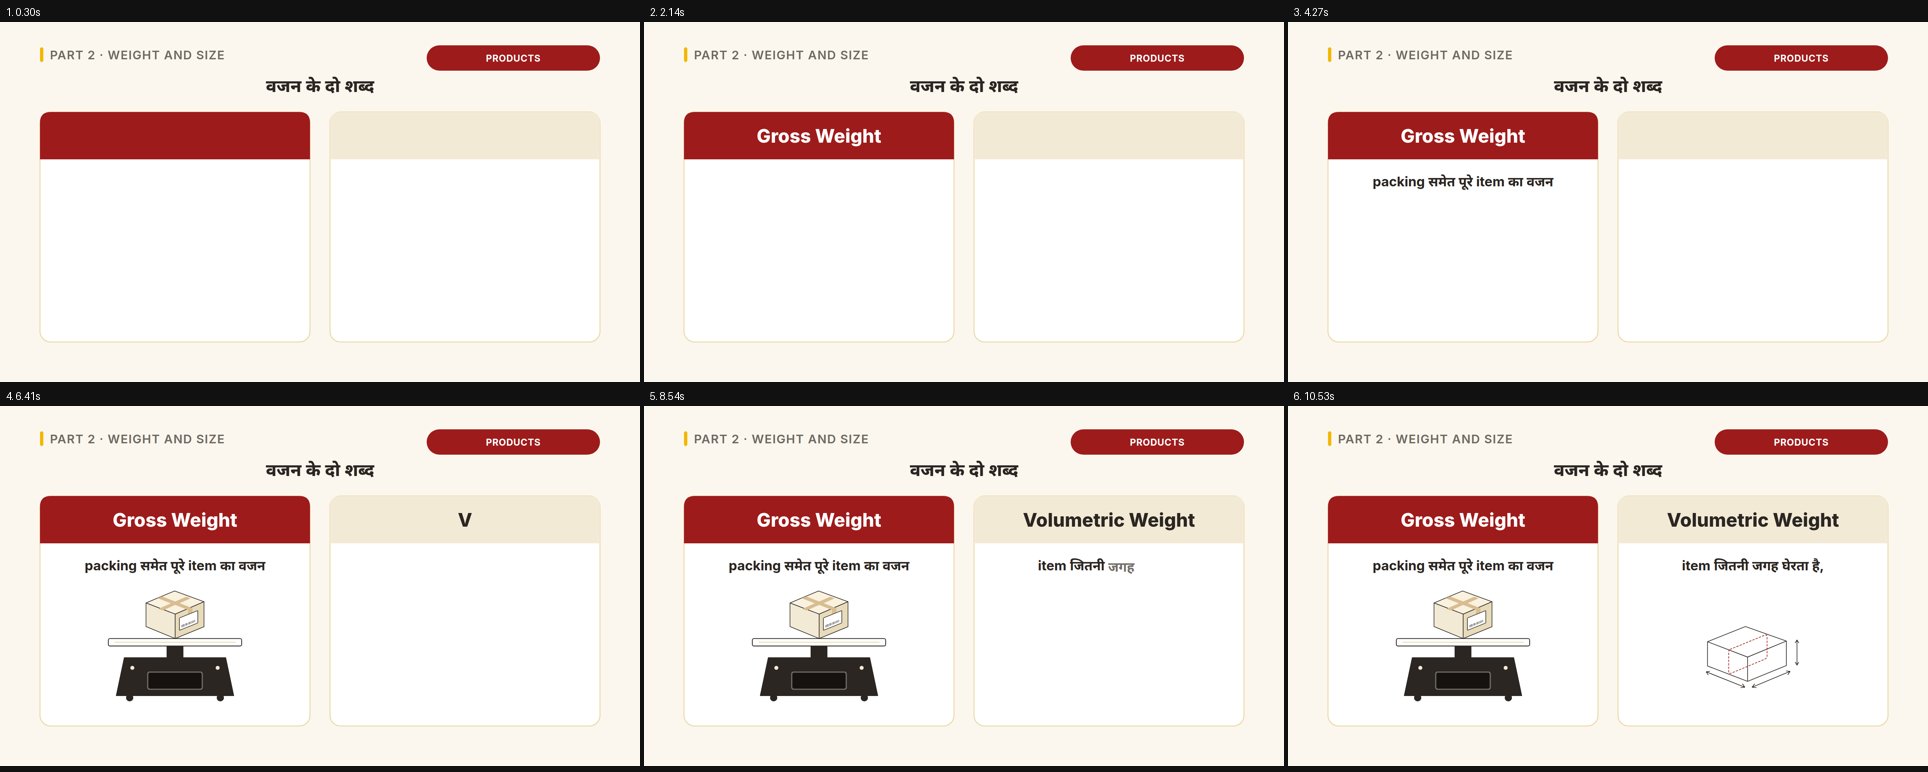 1. 0.30s
PART 2 · WEIGHT AND SIZE
PRODUCTS
वजन के दो शब्द
2. 2.14s
PART 2 · WEIGHT AND SIZE
PRODUCTS
वजन के दो शब्द
Gross Weight
3. 4.27s
PART 2 · WEIGHT AND SIZE
PRODUCTS
वजन के दो शब्द
Gross Weight
packing समेत पूरे item का वजन
4. 6.41s
PART 2 · WEIGHT AND SIZE
PRODUCTS
वजन के दो शब्द
Gross Weight
packing समेत पूरे item का वजन
V
5. 8.54s
PART 2 · WEIGHT AND SIZE
PRODUCTS
वजन के दो शब्द
Gross Weight
packing समेत पूरे item का वजन
Volumetric Weight
item जितनी जगह
6. 10.53s
PART 2 · WEIGHT AND SIZE
PRODUCTS
वजन के दो शब्द
Gross Weight
packing समेत पूरे item का वजन
Volumetric Weight
item जितनी जगह घेरता है,